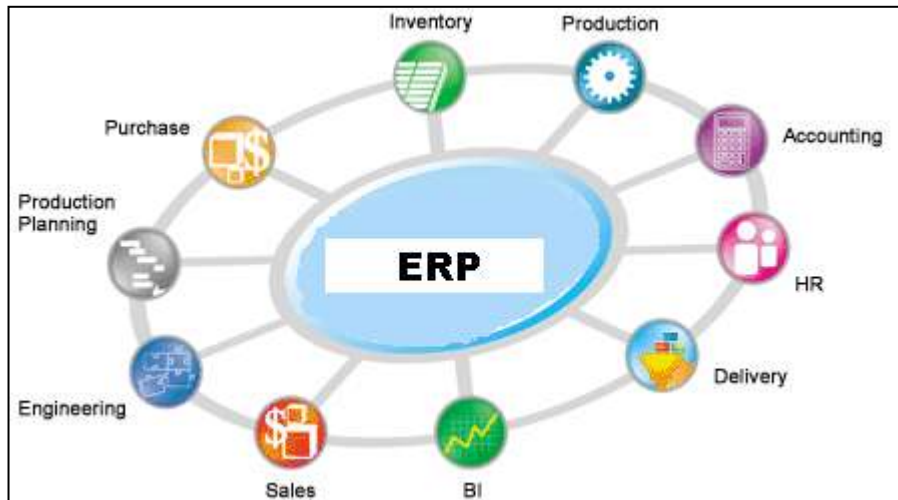 Inventory
Production
Purchase
Accounting
Production
Planning
ERP
HR
Delivery
Engineering
Sales
BI